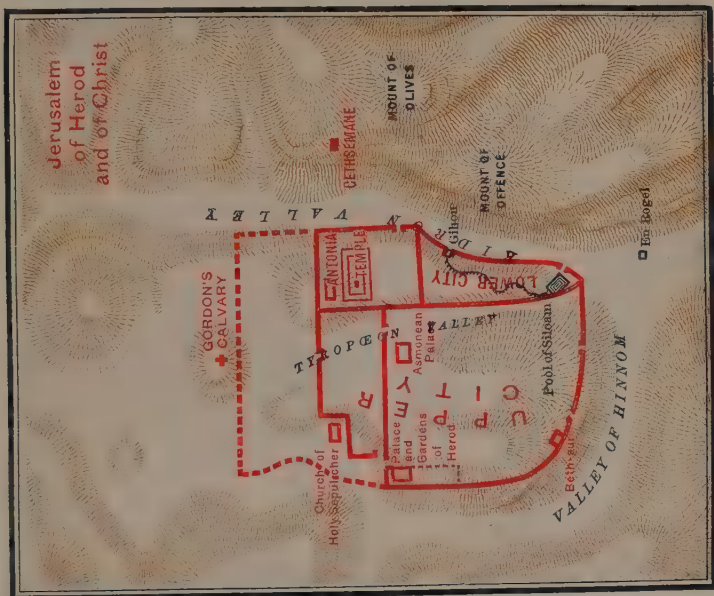 Jerusalem
of Herod
and of Christ
GETHSEMANE
MOUNT OF
OLIVES
VALLEY
GORDON'S
CALVARY
ANTONIA
TEMPLE
KIDRON
Gihon
MOUNT OF
OFFENCE
LOWER CITY
TYROPŒON
VALLEY
Asmonean
Palace
Church of
Holy Sepulcher
Palace
and
Gardens
of
Herod
UPPER
CITY
Pool of Siloam
En Rogel
VALLEY OF HINNOM